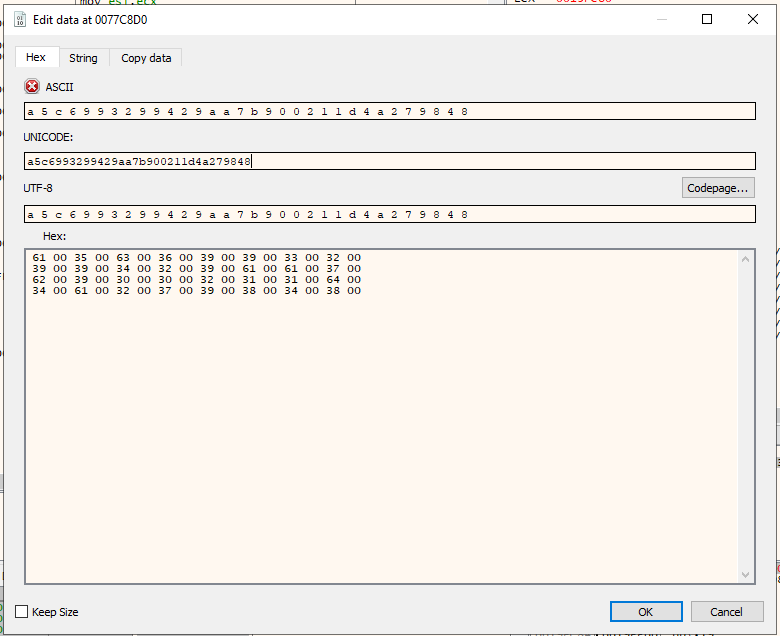 mov esi,ecx
Edit data at 0077C8D0
Hex String Copy data
ASCII
a 5 c 6 9 9 3 2 9 9 4 2 9 a a 7 b 9 0 0 2 1 1 d 4 a 2 7 9 8 4 8
UNICODE:
a5c6993299429aa7b900211d4a279848
UTF-8
Codepage...
a 5 c 6 9 9 3 2 9 9 4 2 9 a a 7 b 9 0 0 2 1 1 d 4 a 2 7 9 8 4 8
Hex:
61 00 35 00 63 00 36 00 39 00 39 00 33 00 32 00
39 00 39 00 34 00 32 00 39 00 61 00 61 00 37 00
62 00 39 00 30 00 30 00 32 00 31 00 31 00 64 00
34 00 61 00 32 00 37 00 39 00 38 00 34 00 38 00
Keep Size
OK Cancel